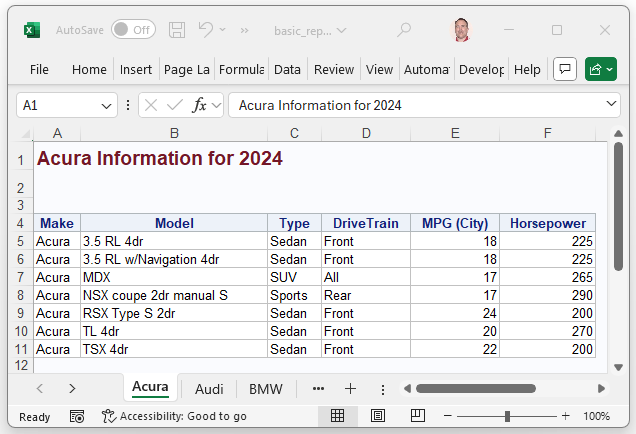 AutoSave Off basic_rep...
File Home Insert Page La Formula Data Review View Automa Develop Help
A1 fx Acura Information for 2024
A B C D E F
1 Acura Information for 2024
2
3
4 Make Model Type DriveTrain MPG (City) Horsepower
5 Acura 3.5 RL 4dr Sedan Front 18 225
6 Acura 3.5 RL w/Navigation 4dr Sedan Front 18 225
7 Acura MDX SUV All 17 265
8 Acura NSX coupe 2dr manual S Sports Rear 17 290
9 Acura RSX Type S 2dr Sedan Front 24 200
10 Acura TL 4dr Sedan Front 20 270
11 Acura TSX 4dr Sedan Front 22 200
12
Acura Audi BMW ...
Ready Accessibility: Good to go 100%